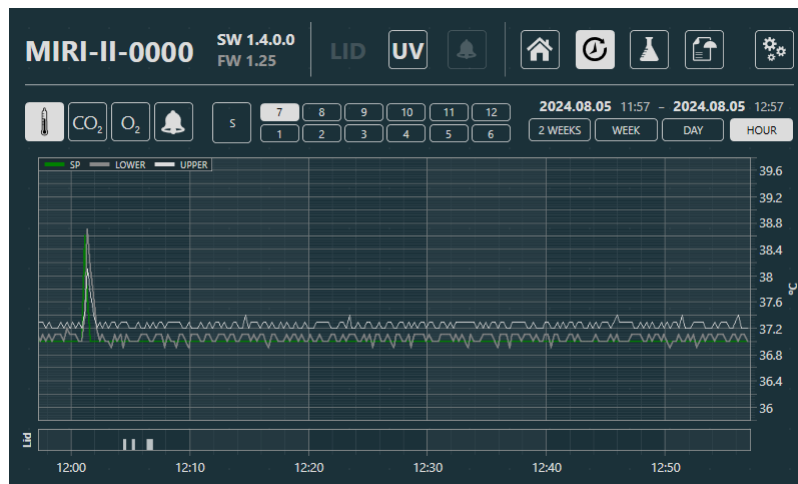 MIRI-II-0000 SW 1.4.0.0 LID UV
FW 1.25
2024.08.05 11:57 - 2024.08.05 12:57
CO2 O2 S 7 8 9 10 11 12
1 2 3 4 5 6 2 WEEKS WEEK DAY HOUR
SP LOWER UPPER
39.6
39.2
38.8
38.4
38
°C
37.6
37.2
36.8
36.4
36
Lid
12:00 12:10 12:20 12:30 12:40 12:50